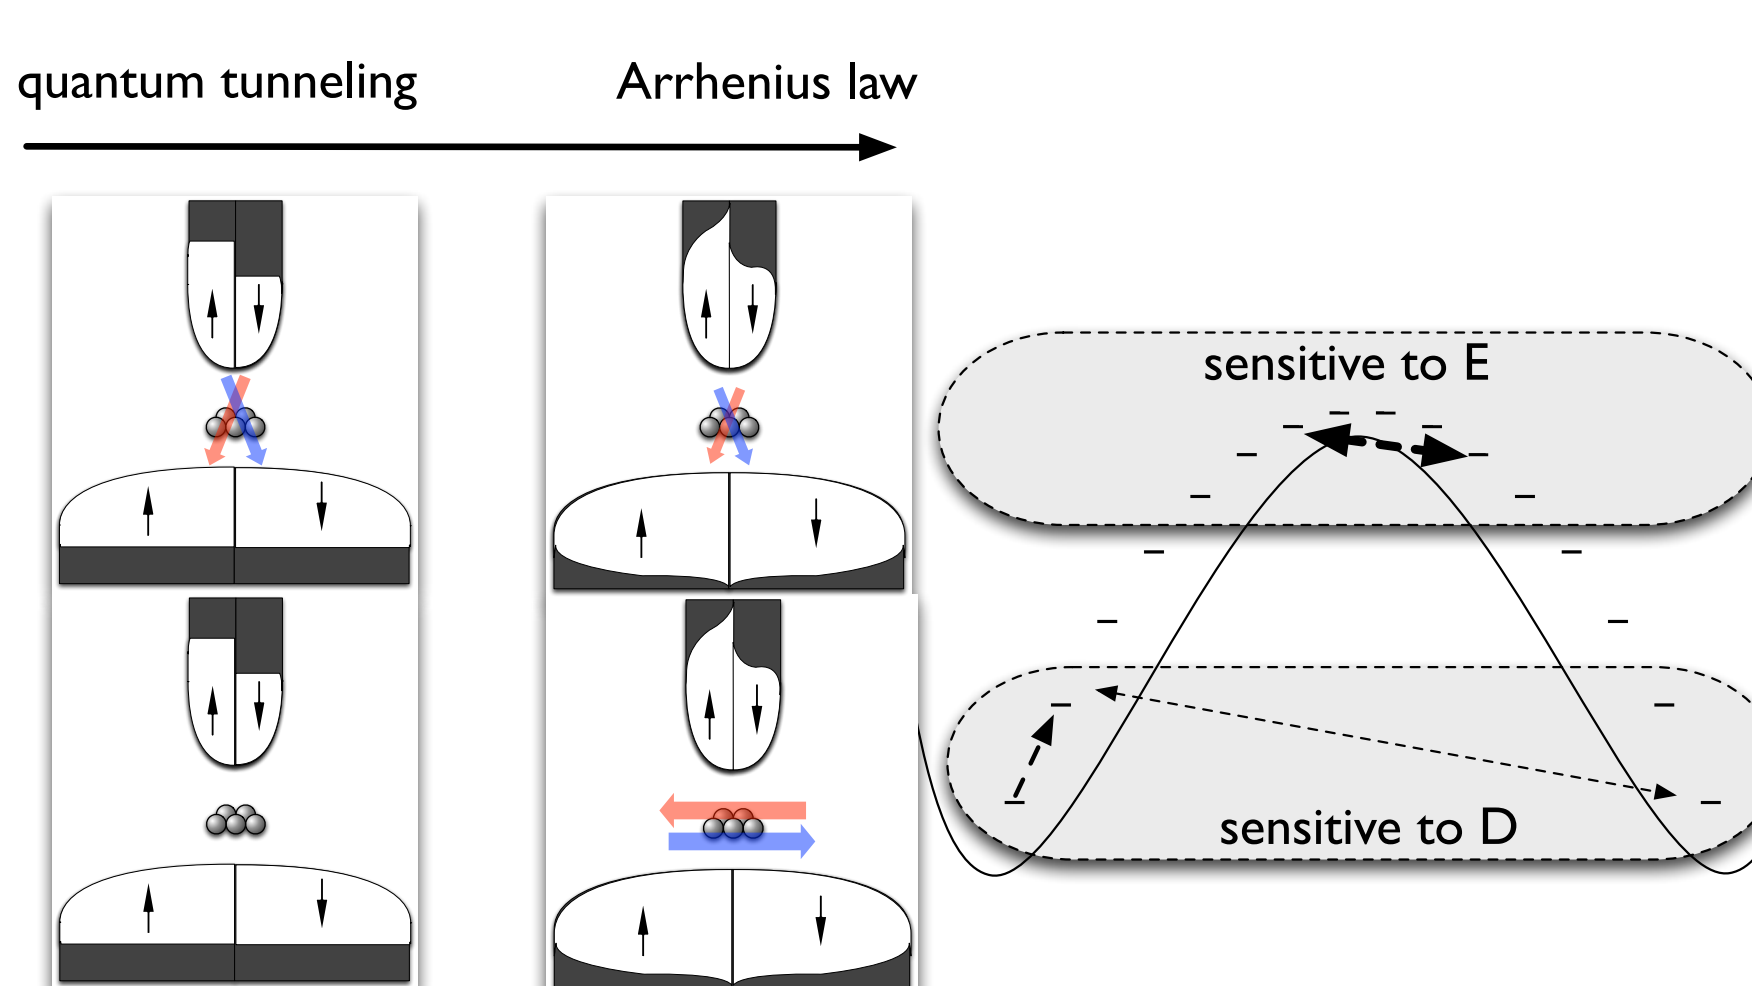 quantum tunneling
Arrhenius law
sensitive to E
sensitive to D